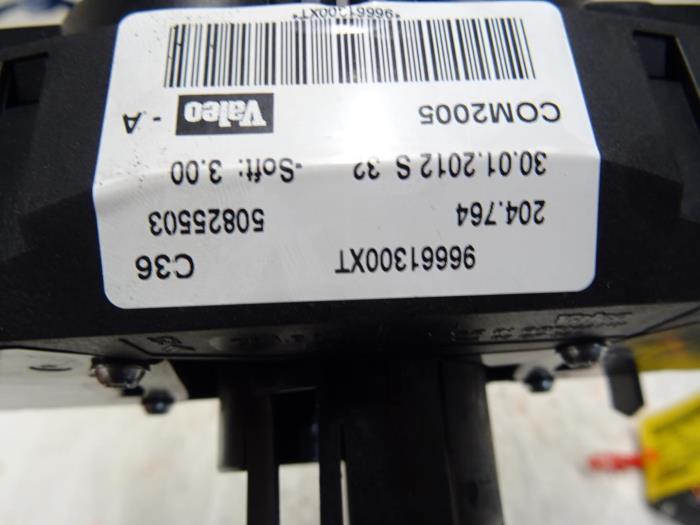 96661300XT C36
204.764 50825503
30.01.2012 S 32 -Soft: 3.00
COM2005 Valeo - A
*96661300XT*